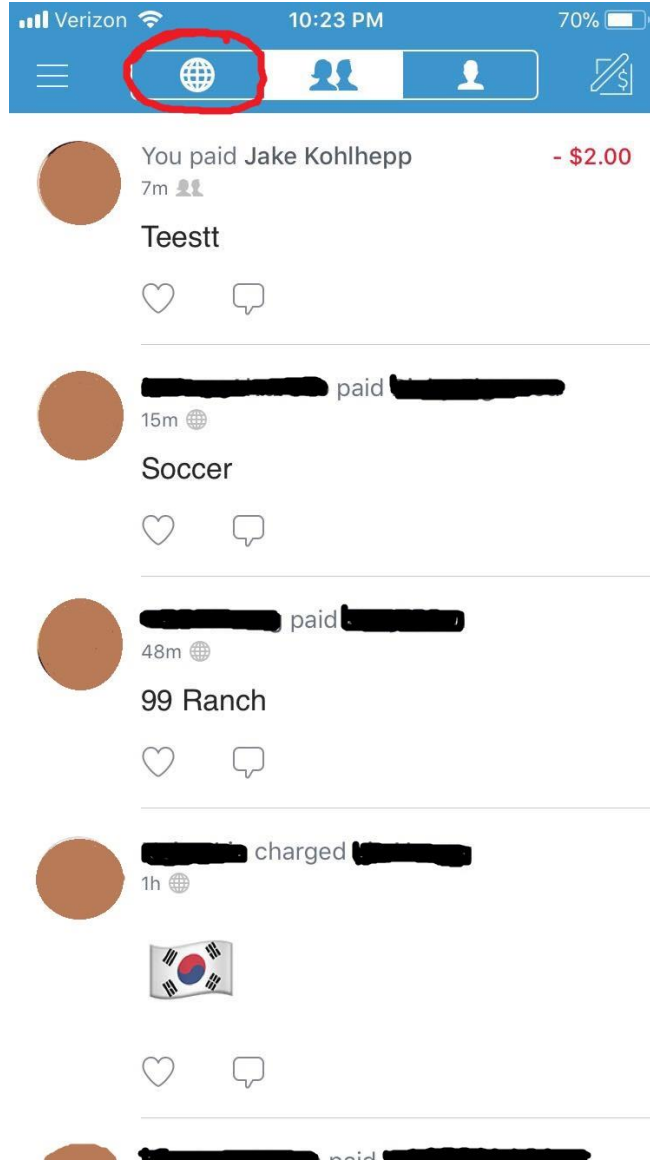 Verizon 10:23 PM 70%
You paid Jake Kohlhepp - $2.00
7m
Teestt
paid
15m
Soccer
paid
48m
99 Ranch
charged
1h
paid